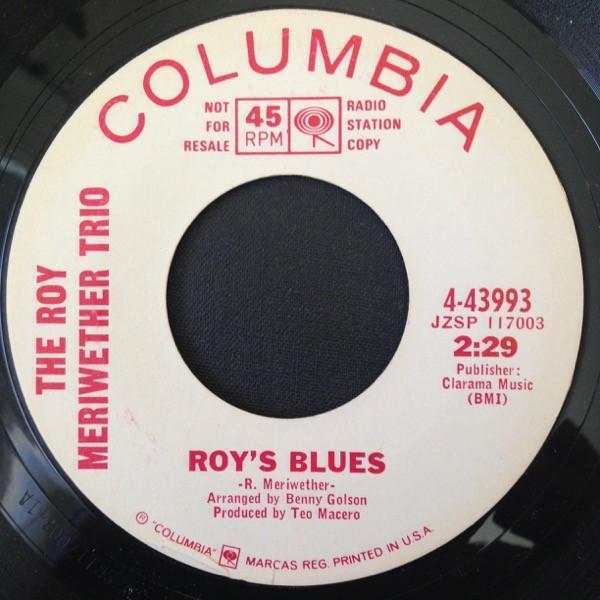 COLUMBIA
NOT
FOR
RESALE
45
RPM
RADIO
STATION
COPY
THE ROY
MERIWETHER TRIO
4-43993
JZSP 117003
2:29
Publisher:
Clarama Music
(BMI)
ROY'S BLUES
-R. Meriwether-
Arranged by Benny Golson
Produced by Teo Macero
® "COLUMBIA" MARCAS REG. PRINTED IN U.S.A.